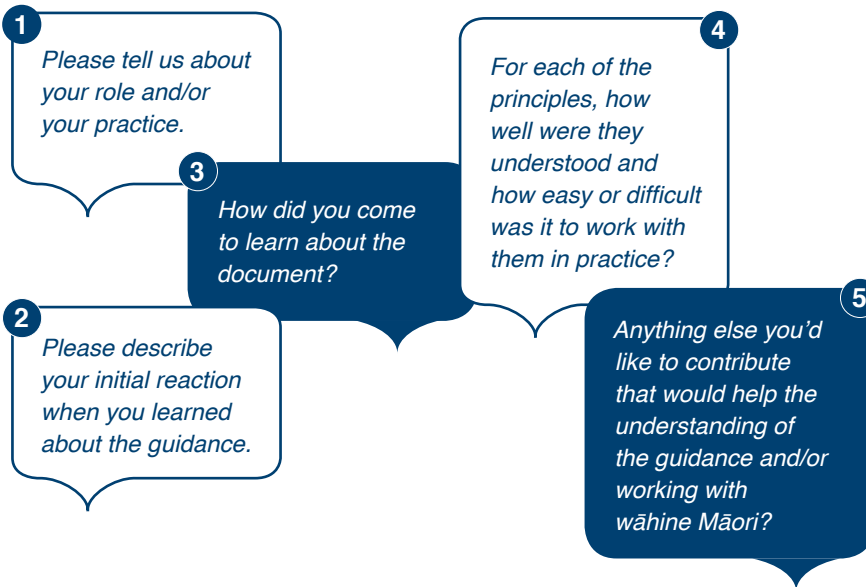 1
Please tell us about
your role and/or
your practice.
2
Please describe
your initial reaction
when you learned
about the guidance.
3
How did you come
to learn about the
document?
4
For each of the
principles, how
well were they
understood and
how easy or difficult
was it to work with
them in practice?
5
Anything else you'd
like to contribute
that would help the
understanding of
the guidance and/or
working with
wāhine Māori?